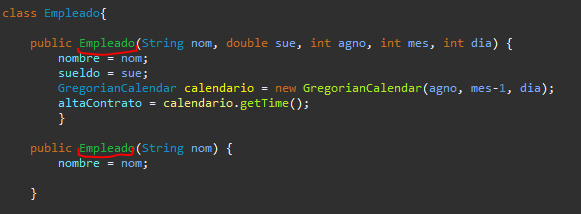 class Empleado{
public Empleado(String nom, double sue, int agno, int mes, int dia) {
nombre = nom;
sueldo = sue;
GregorianCalendar calendario = new GregorianCalendar(agno, mes-1, dia);
altaContrato = calendario.getTime();
}
public Empleado(String nom) {
nombre = nom;
}